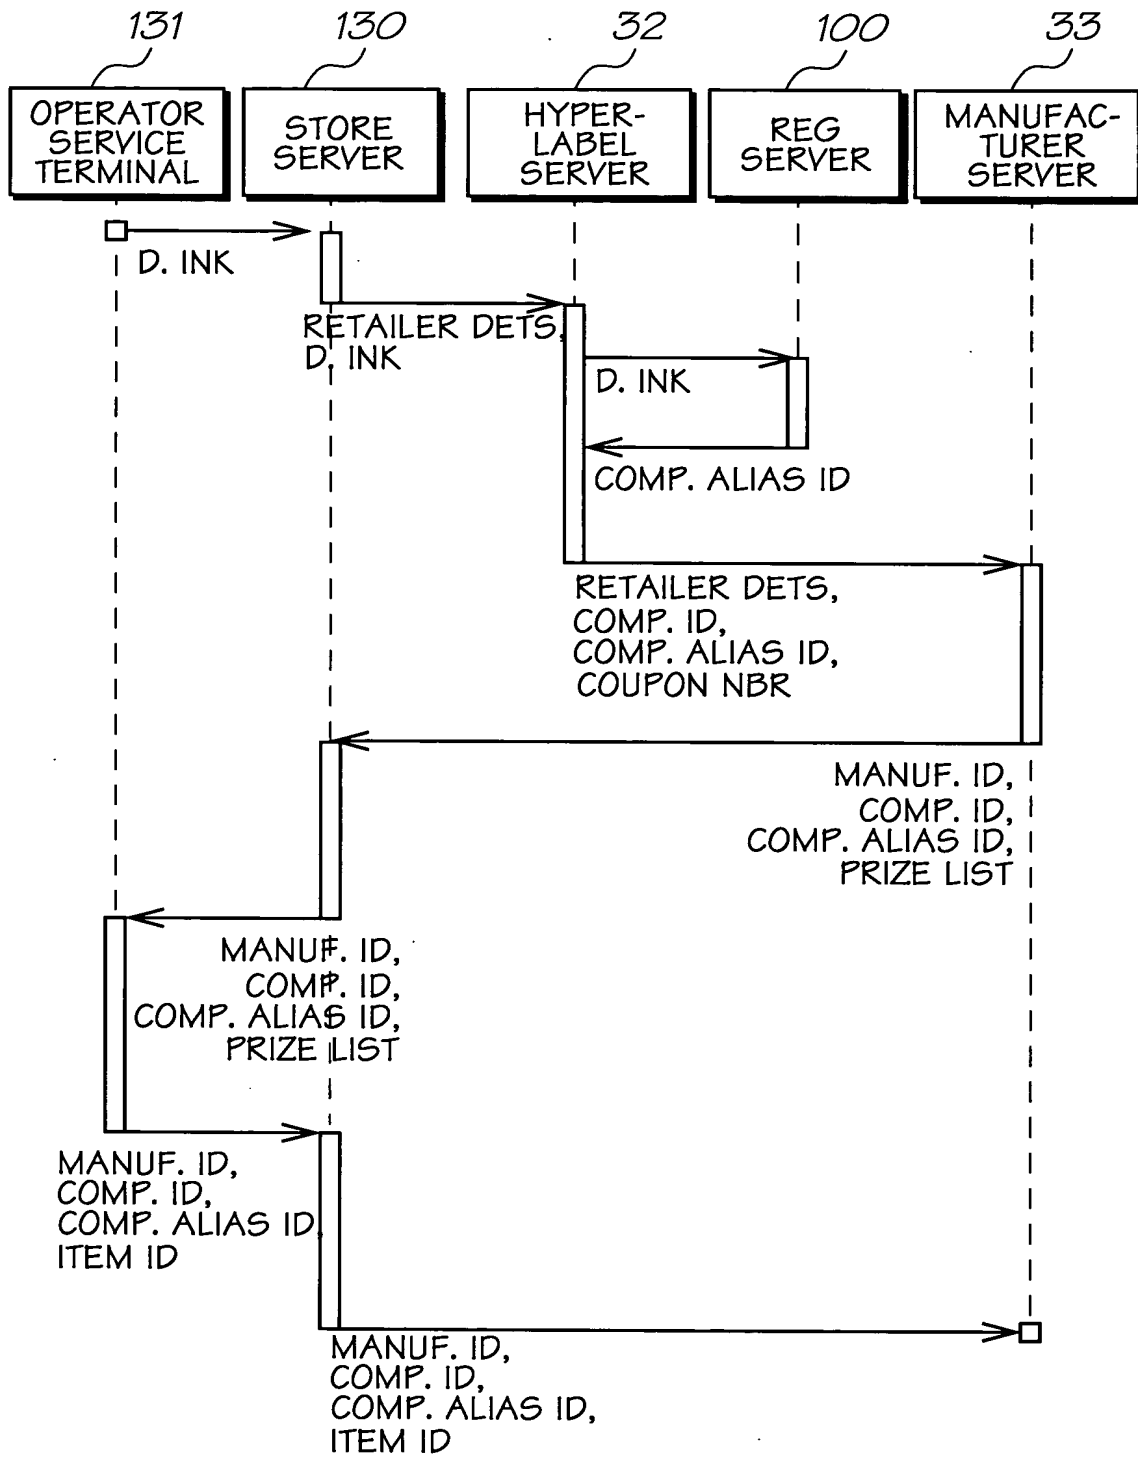 131
130
32
100
33
OPERATOR
SERVICE
TERMINAL
STORE
SERVER
HYPER-
LABEL
SERVER
REG
SERVER
MANUFAC-
TURER
SERVER
D. INK
RETAILER DETS,
D. INK
D. INK
COMP. ALIAS ID
RETAILER DETS,
COMP. ID,
COMP. ALIAS ID,
COUPON NBR
MANUF. ID,
COMP. ID,
COMP. ALIAS ID,
PRIZE LIST
MANUF. ID,
COMP. ID,
COMP. ALIAS ID,
PRIZE LIST
MANUF. ID,
COMP. ID,
COMP. ALIAS ID
ITEM ID
MANUF. ID,
COMP. ID,
COMP. ALIAS ID,
ITEM ID